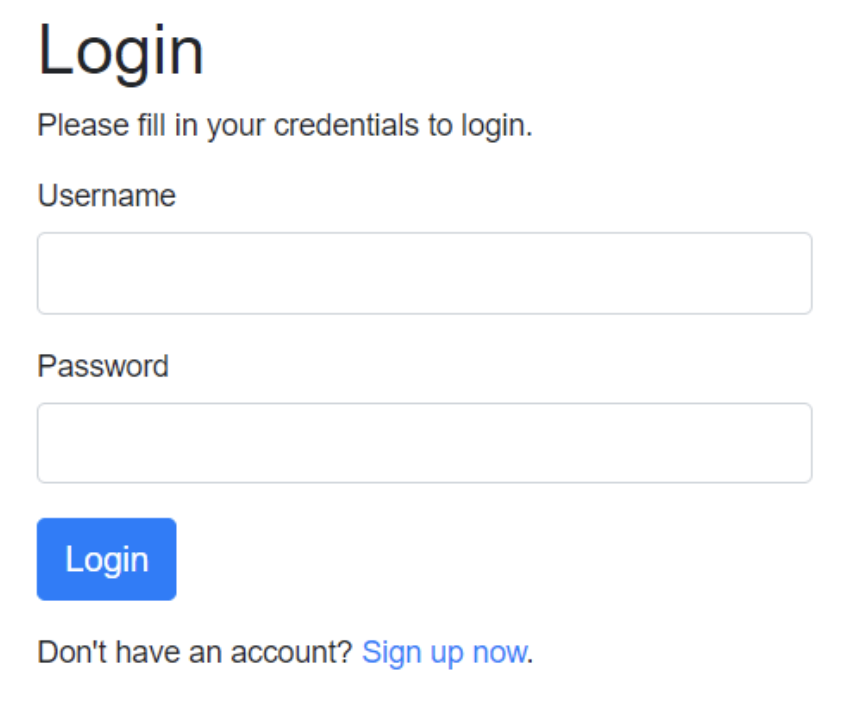 Login
Please fill in your credentials to login.
Username
Password
Login
Don't have an account? Sign up now.